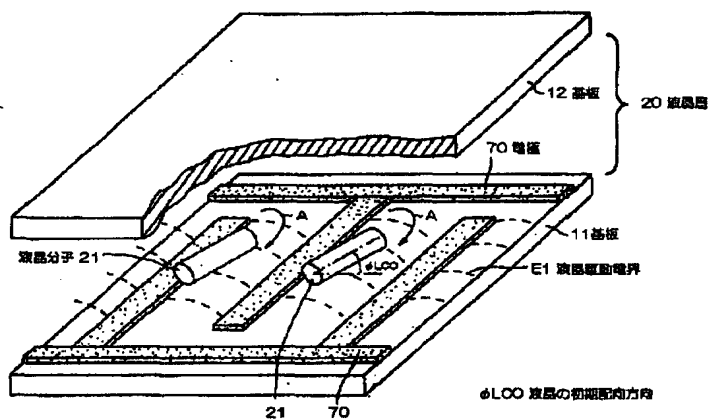 12 基板
20 液晶層
70 電極
A
A
11 基板
液晶分子 21
φLCO
E1 液晶駆動電界
21
70
φLCO 液晶の初期配向方向